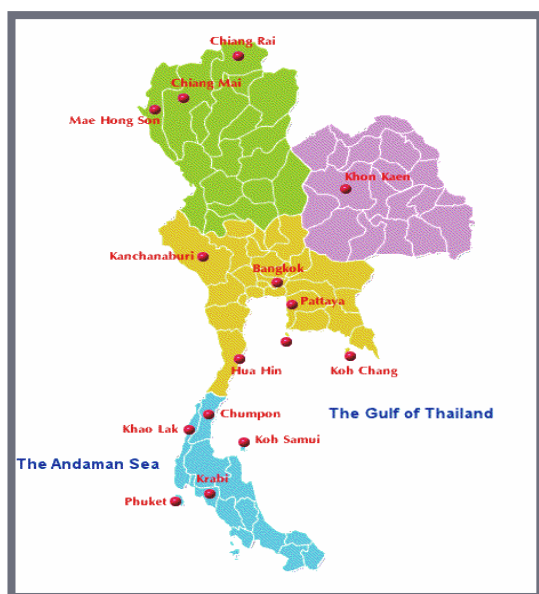 Chiang Rai
Chiang Mai
Mae Hong Son
Khon Kaen
Kanchanaburi
Bangkok
Pattaya
Hua Hin
Koh Chang
Chumpon
The Gulf of Thailand
Khao Lak
Koh Samui
The Andaman Sea
Krabi
Phuket